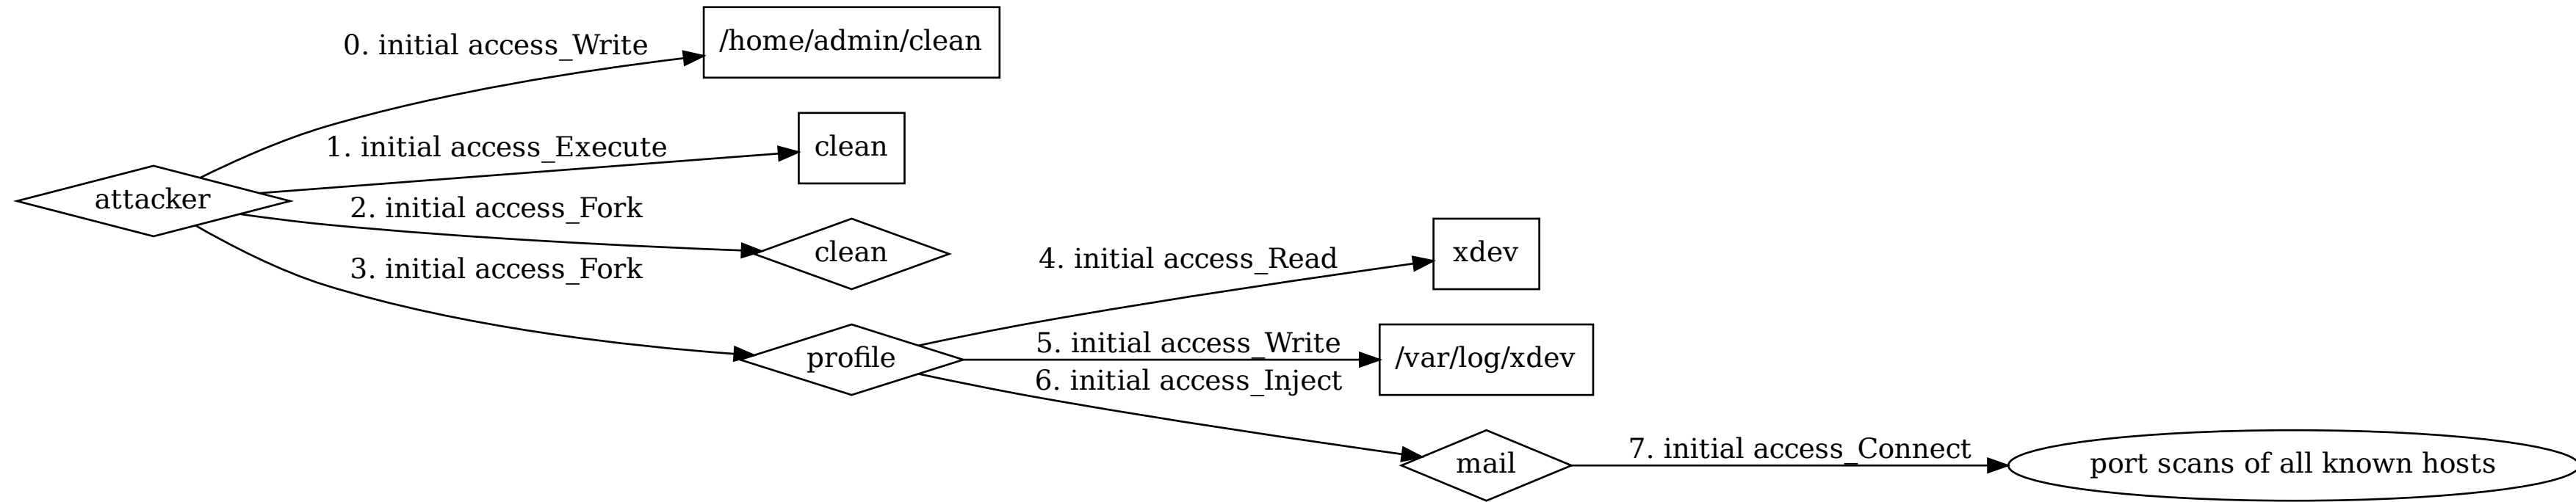 0. initial access_Write
/home/admin/clean
1. initial access_Execute
clean
attacker
2. initial access_Fork
clean
3. initial access_Fork
4. initial access_Read
xdev
profile
5. initial access_Write
/var/log/xdev
6. initial access_Inject
mail
7. initial access_Connect
port scans of all known hosts